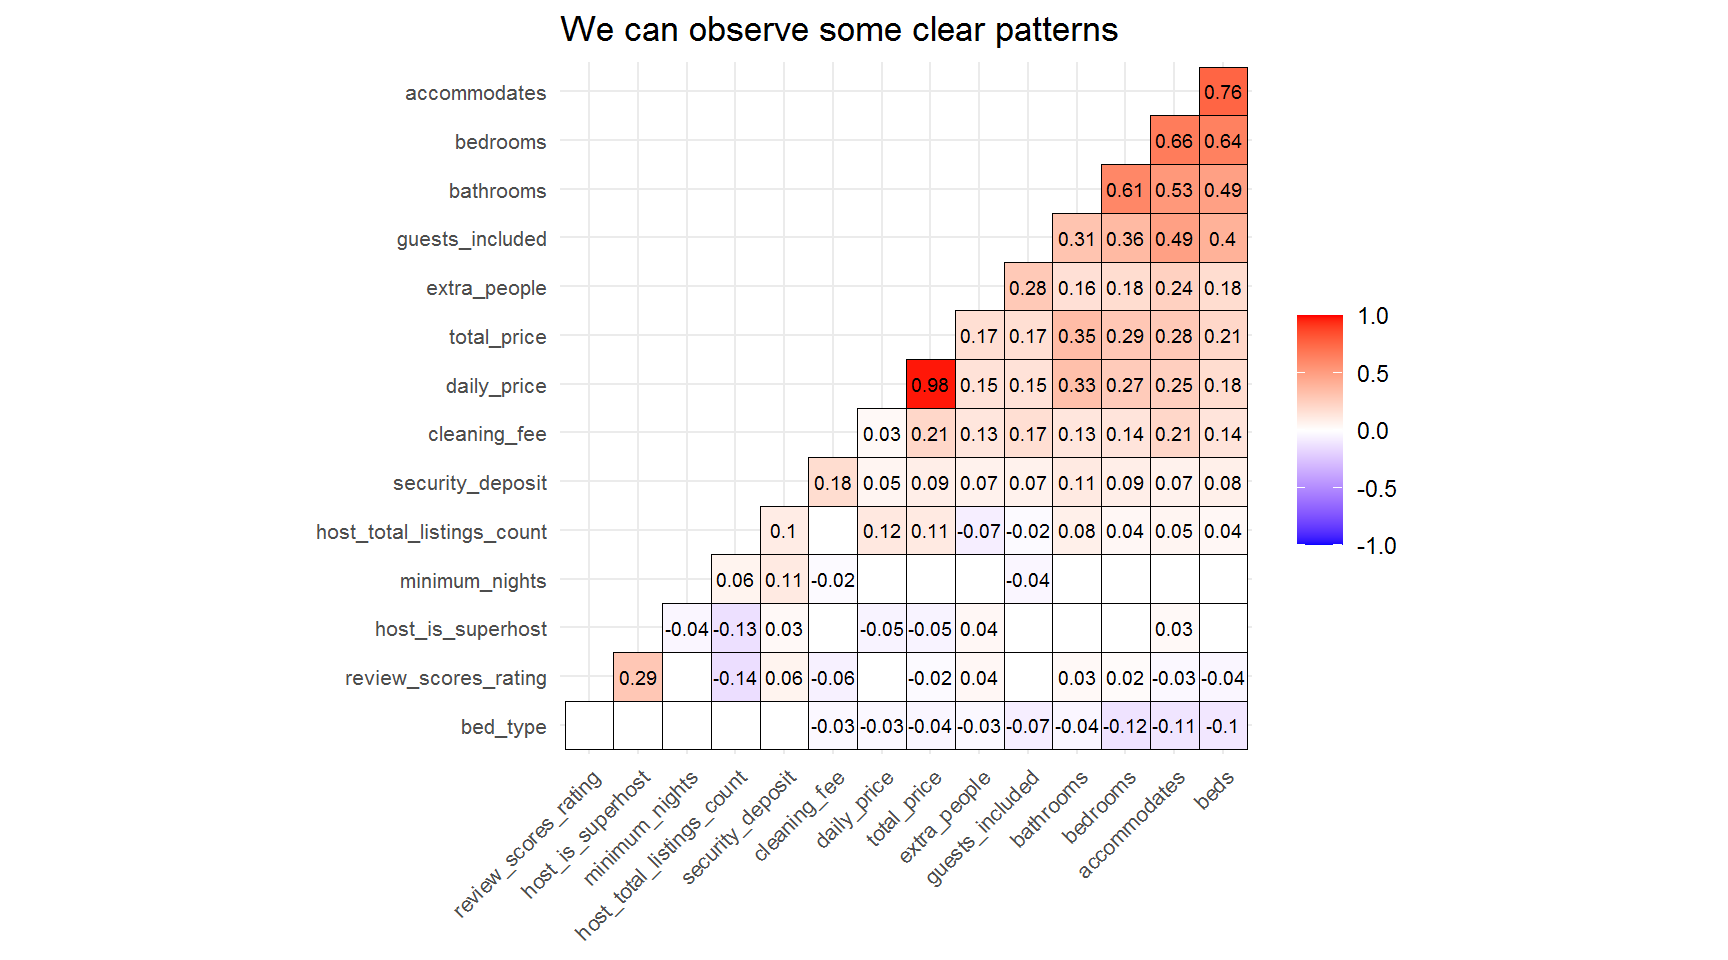 We can observe some clear patterns
accommodates 0.76
bedrooms 0.66 0.64
bathrooms 0.61 0.53 0.49
guests_included 0.31 0.36 0.49 0.4
extra_people 0.28 0.16 0.18 0.24 0.18
total_price 0.17 0.17 0.35 0.29 0.28 0.21
daily_price 0.98 0.15 0.15 0.33 0.27 0.25 0.18
cleaning_fee 0.03 0.21 0.13 0.17 0.13 0.14 0.21 0.14
security_deposit 0.18 0.05 0.09 0.07 0.07 0.11 0.09 0.07 0.08
host_total_listings_count 0.1 0.12 0.11 -0.07 -0.02 0.08 0.04 0.05 0.04
minimum_nights 0.06 0.11 -0.02 -0.04
host_is_superhost -0.04 -0.13 0.03 -0.05 -0.05 0.04 0.03
review_scores_rating 0.29 -0.14 0.06 -0.06 -0.02 0.04 0.03 0.02 -0.03 -0.04
bed_type -0.03 -0.03 -0.04 -0.03 -0.07 -0.04 -0.12 -0.11 -0.1
review_scores_rating
host_is_superhost
minimum_nights
host_total_listings_count
security_deposit
cleaning_fee
daily_price
total_price
extra_people
guests_included
bathrooms
bedrooms
accommodates
beds
1.0
0.5
0.0
-0.5
-1.0